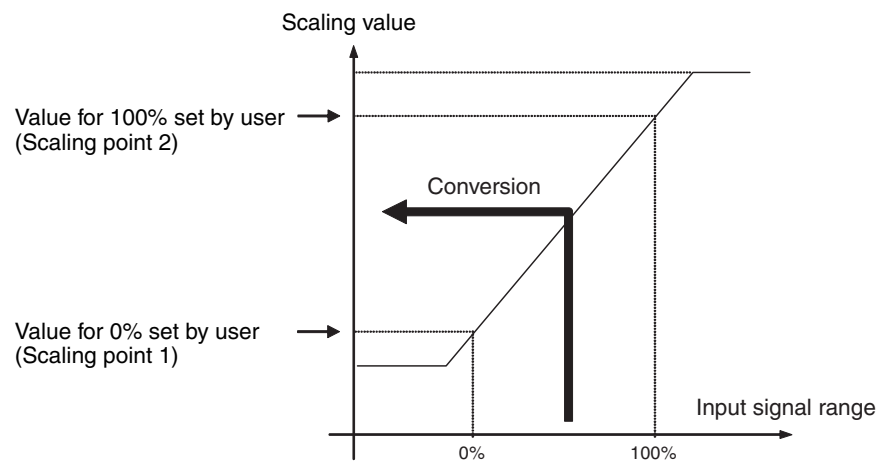 Scaling value
Value for 100% set by user
(Scaling point 2)
Conversion
Value for 0% set by user
(Scaling point 1)
Input signal range
0%
100%